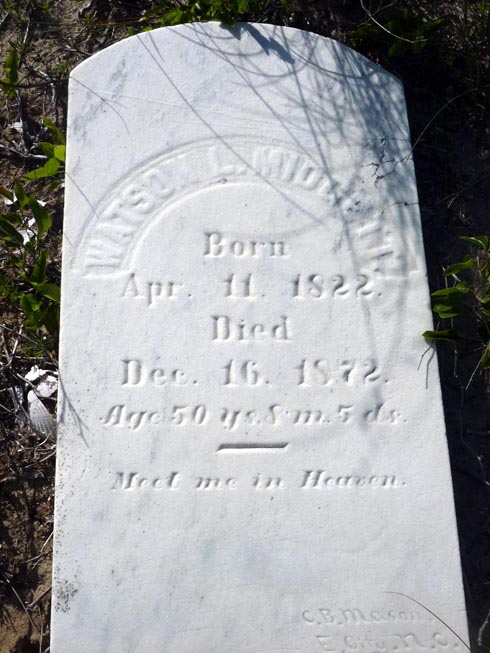 WATSON L. MIDGETT
Born
Apr. 11. 1822.
Died
Dec. 16. 1872.
Age 50 ys. 8 m. 5 ds.
Meet me in Heaven.
C.B. Mason.
E. City, N.C.